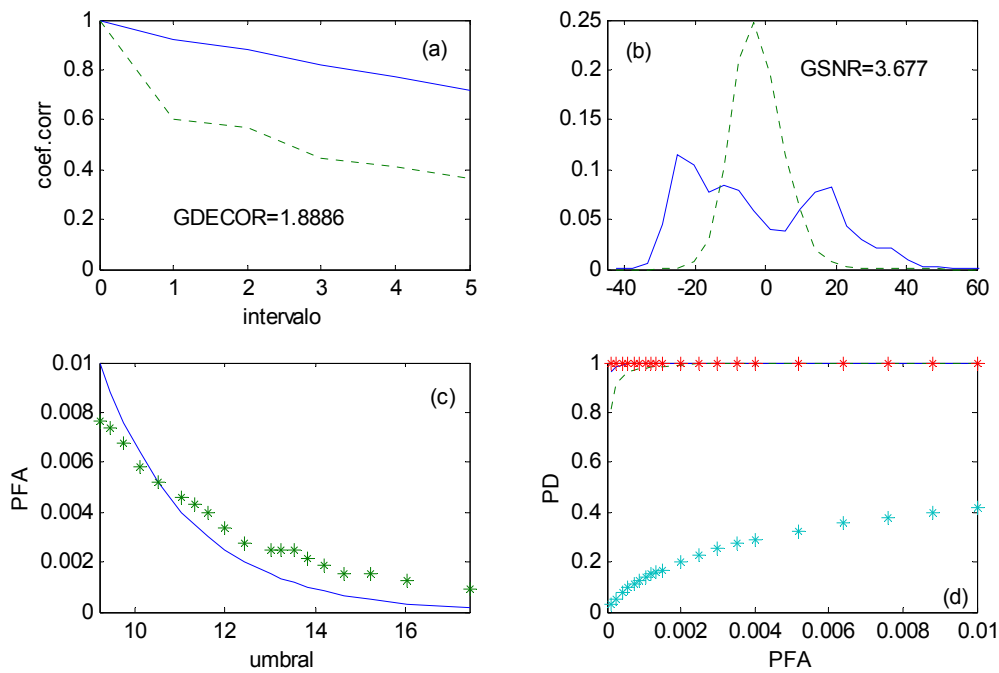 1
0.8
0.6
0.4
0.2
0
coef.corr
(a)
GDECOR=1.8886
0 1 2 3 4 5
intervalo
0.25
0.2
0.15
0.1
0.05
0
(b)
GSNR=3.677
-40 -20 0 20 40 60
0.01
0.008
0.006
0.004
0.002
0
PFA
(c)
10 12 14 16
umbral
1
0.8
0.6
0.4
0.2
0
PD
(d)
0 0.002 0.004 0.006 0.008 0.01
PFA